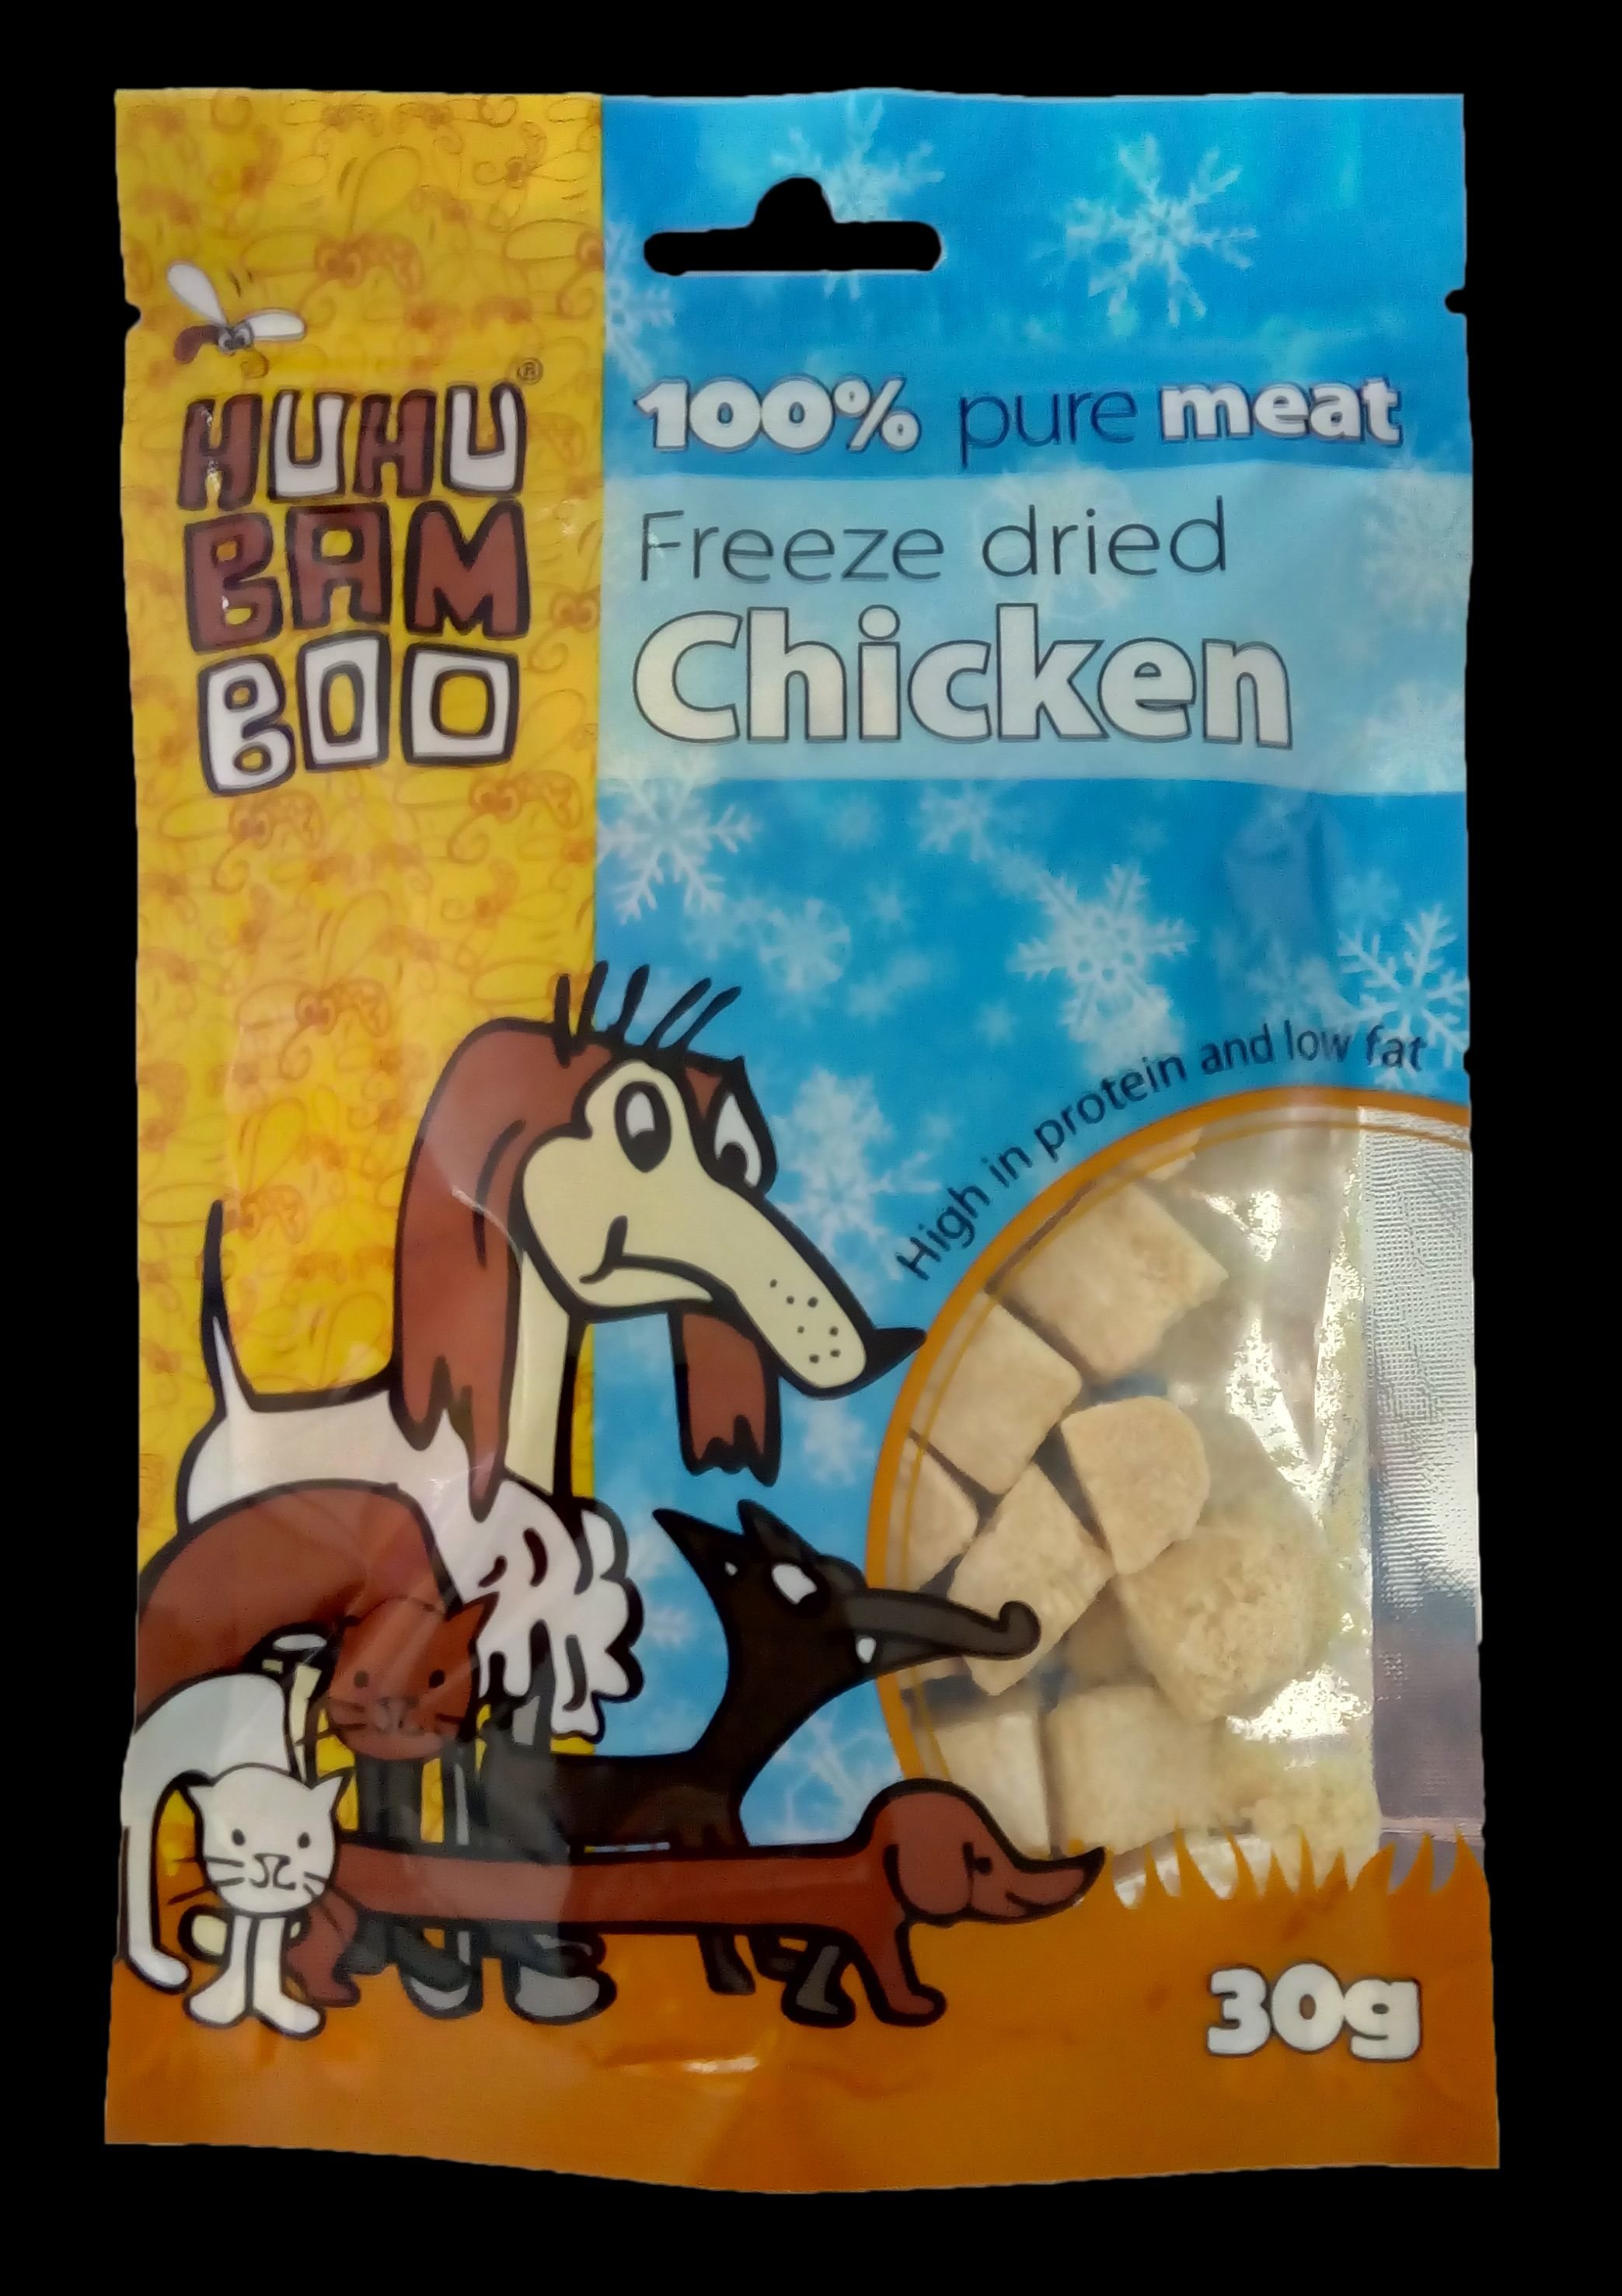 HUHU
BAM
BOO
®
100% pure meat
Freeze dried
Chicken
High in protein and low fat
30g